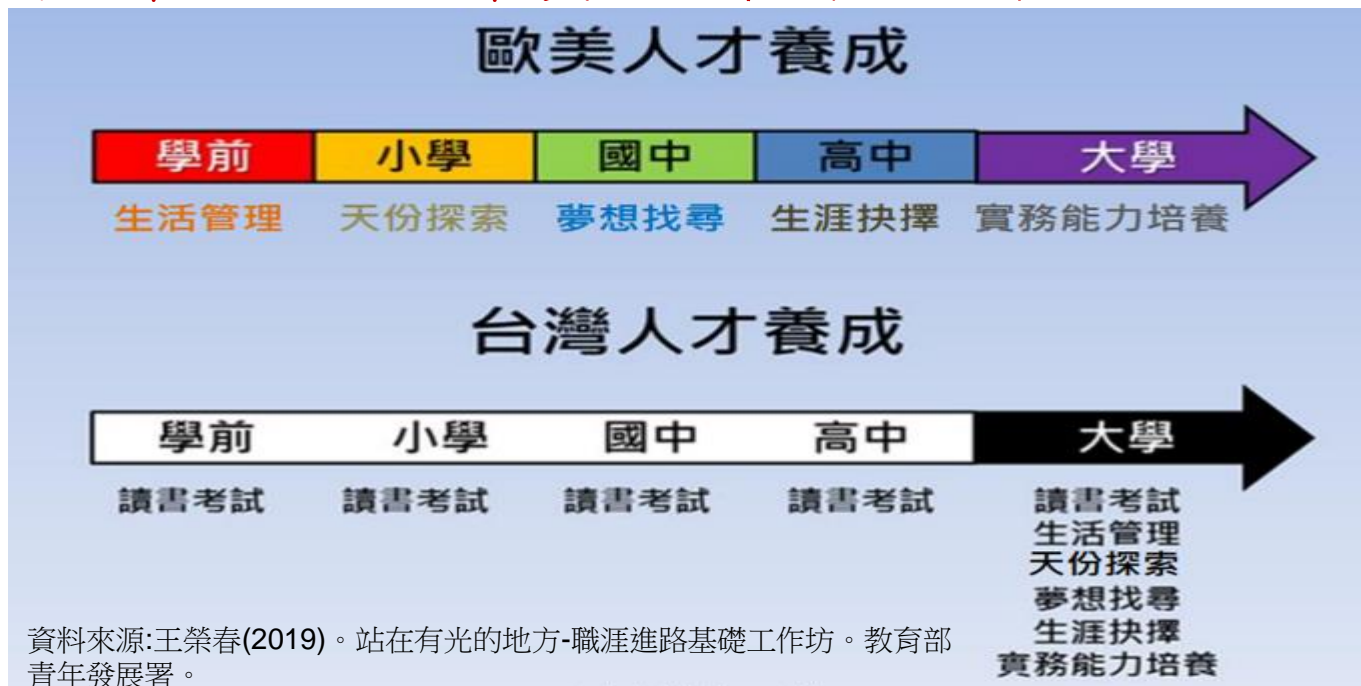 歐美人才養成
學前 小學 國中 高中 大學
生活管理 天份探索 夢想找尋 生涯抉擇 實務能力培養
台灣人才養成
學前 小學 國中 高中 大學
讀書考試 讀書考試 讀書考試 讀書考試 讀書考試
生活管理
天份探索
夢想找尋
生涯抉擇
實務能力培養
資料來源:王榮春(2019)。站在有光的地方-職涯進路基礎工作坊。教育部
青年發展署。